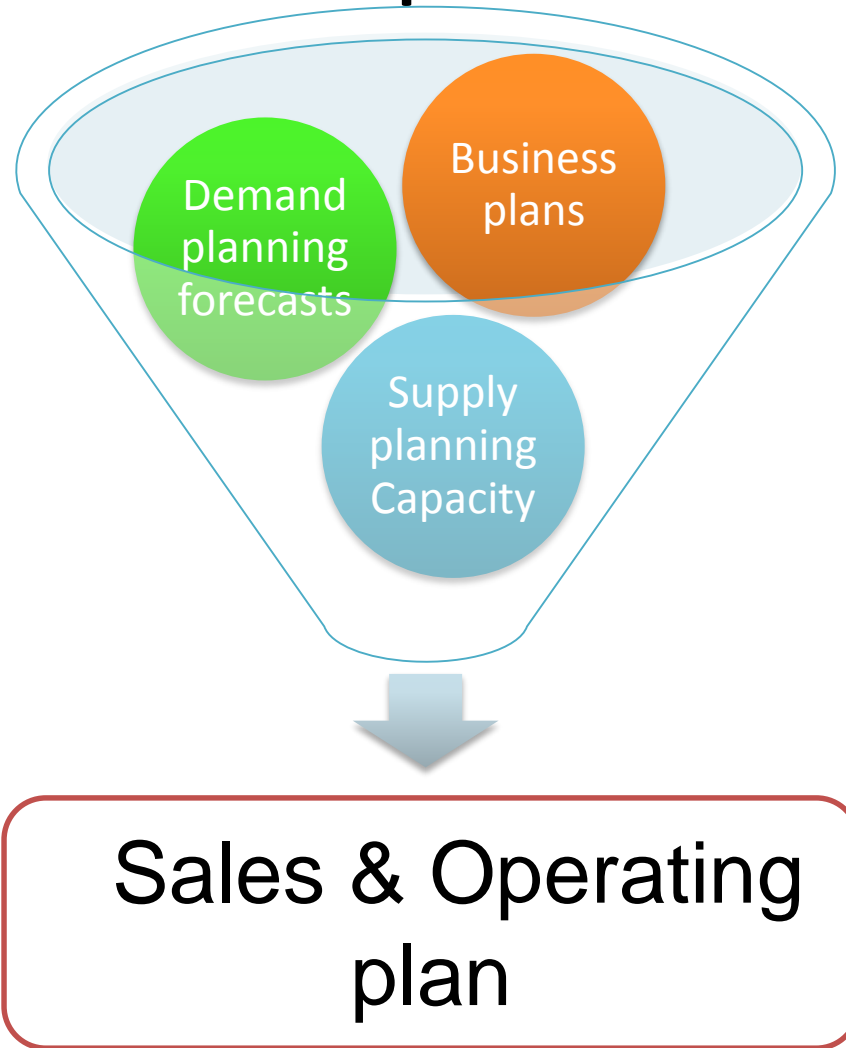 Demand
planning
forecasts
Business
plans
Supply
planning
Capacity
Sales & Operating
plan